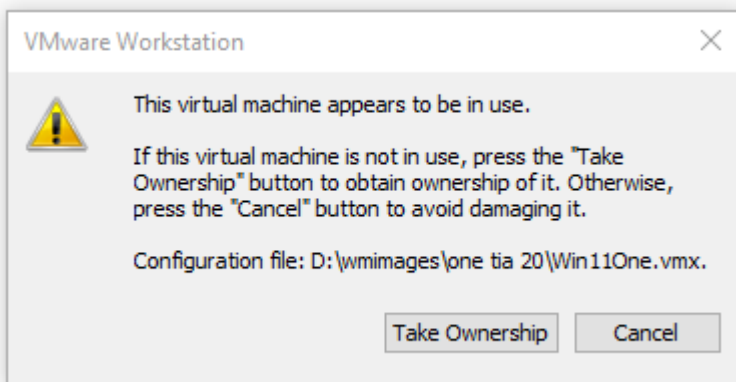 VMware Workstation
This virtual machine appears to be in use.
If this virtual machine is not in use, press the "Take
Ownership" button to obtain ownership of it. Otherwise,
press the "Cancel" button to avoid damaging it.
Configuration file: D:\wmimages\one tia 20\Win11One.vmx.
Take Ownership
Cancel